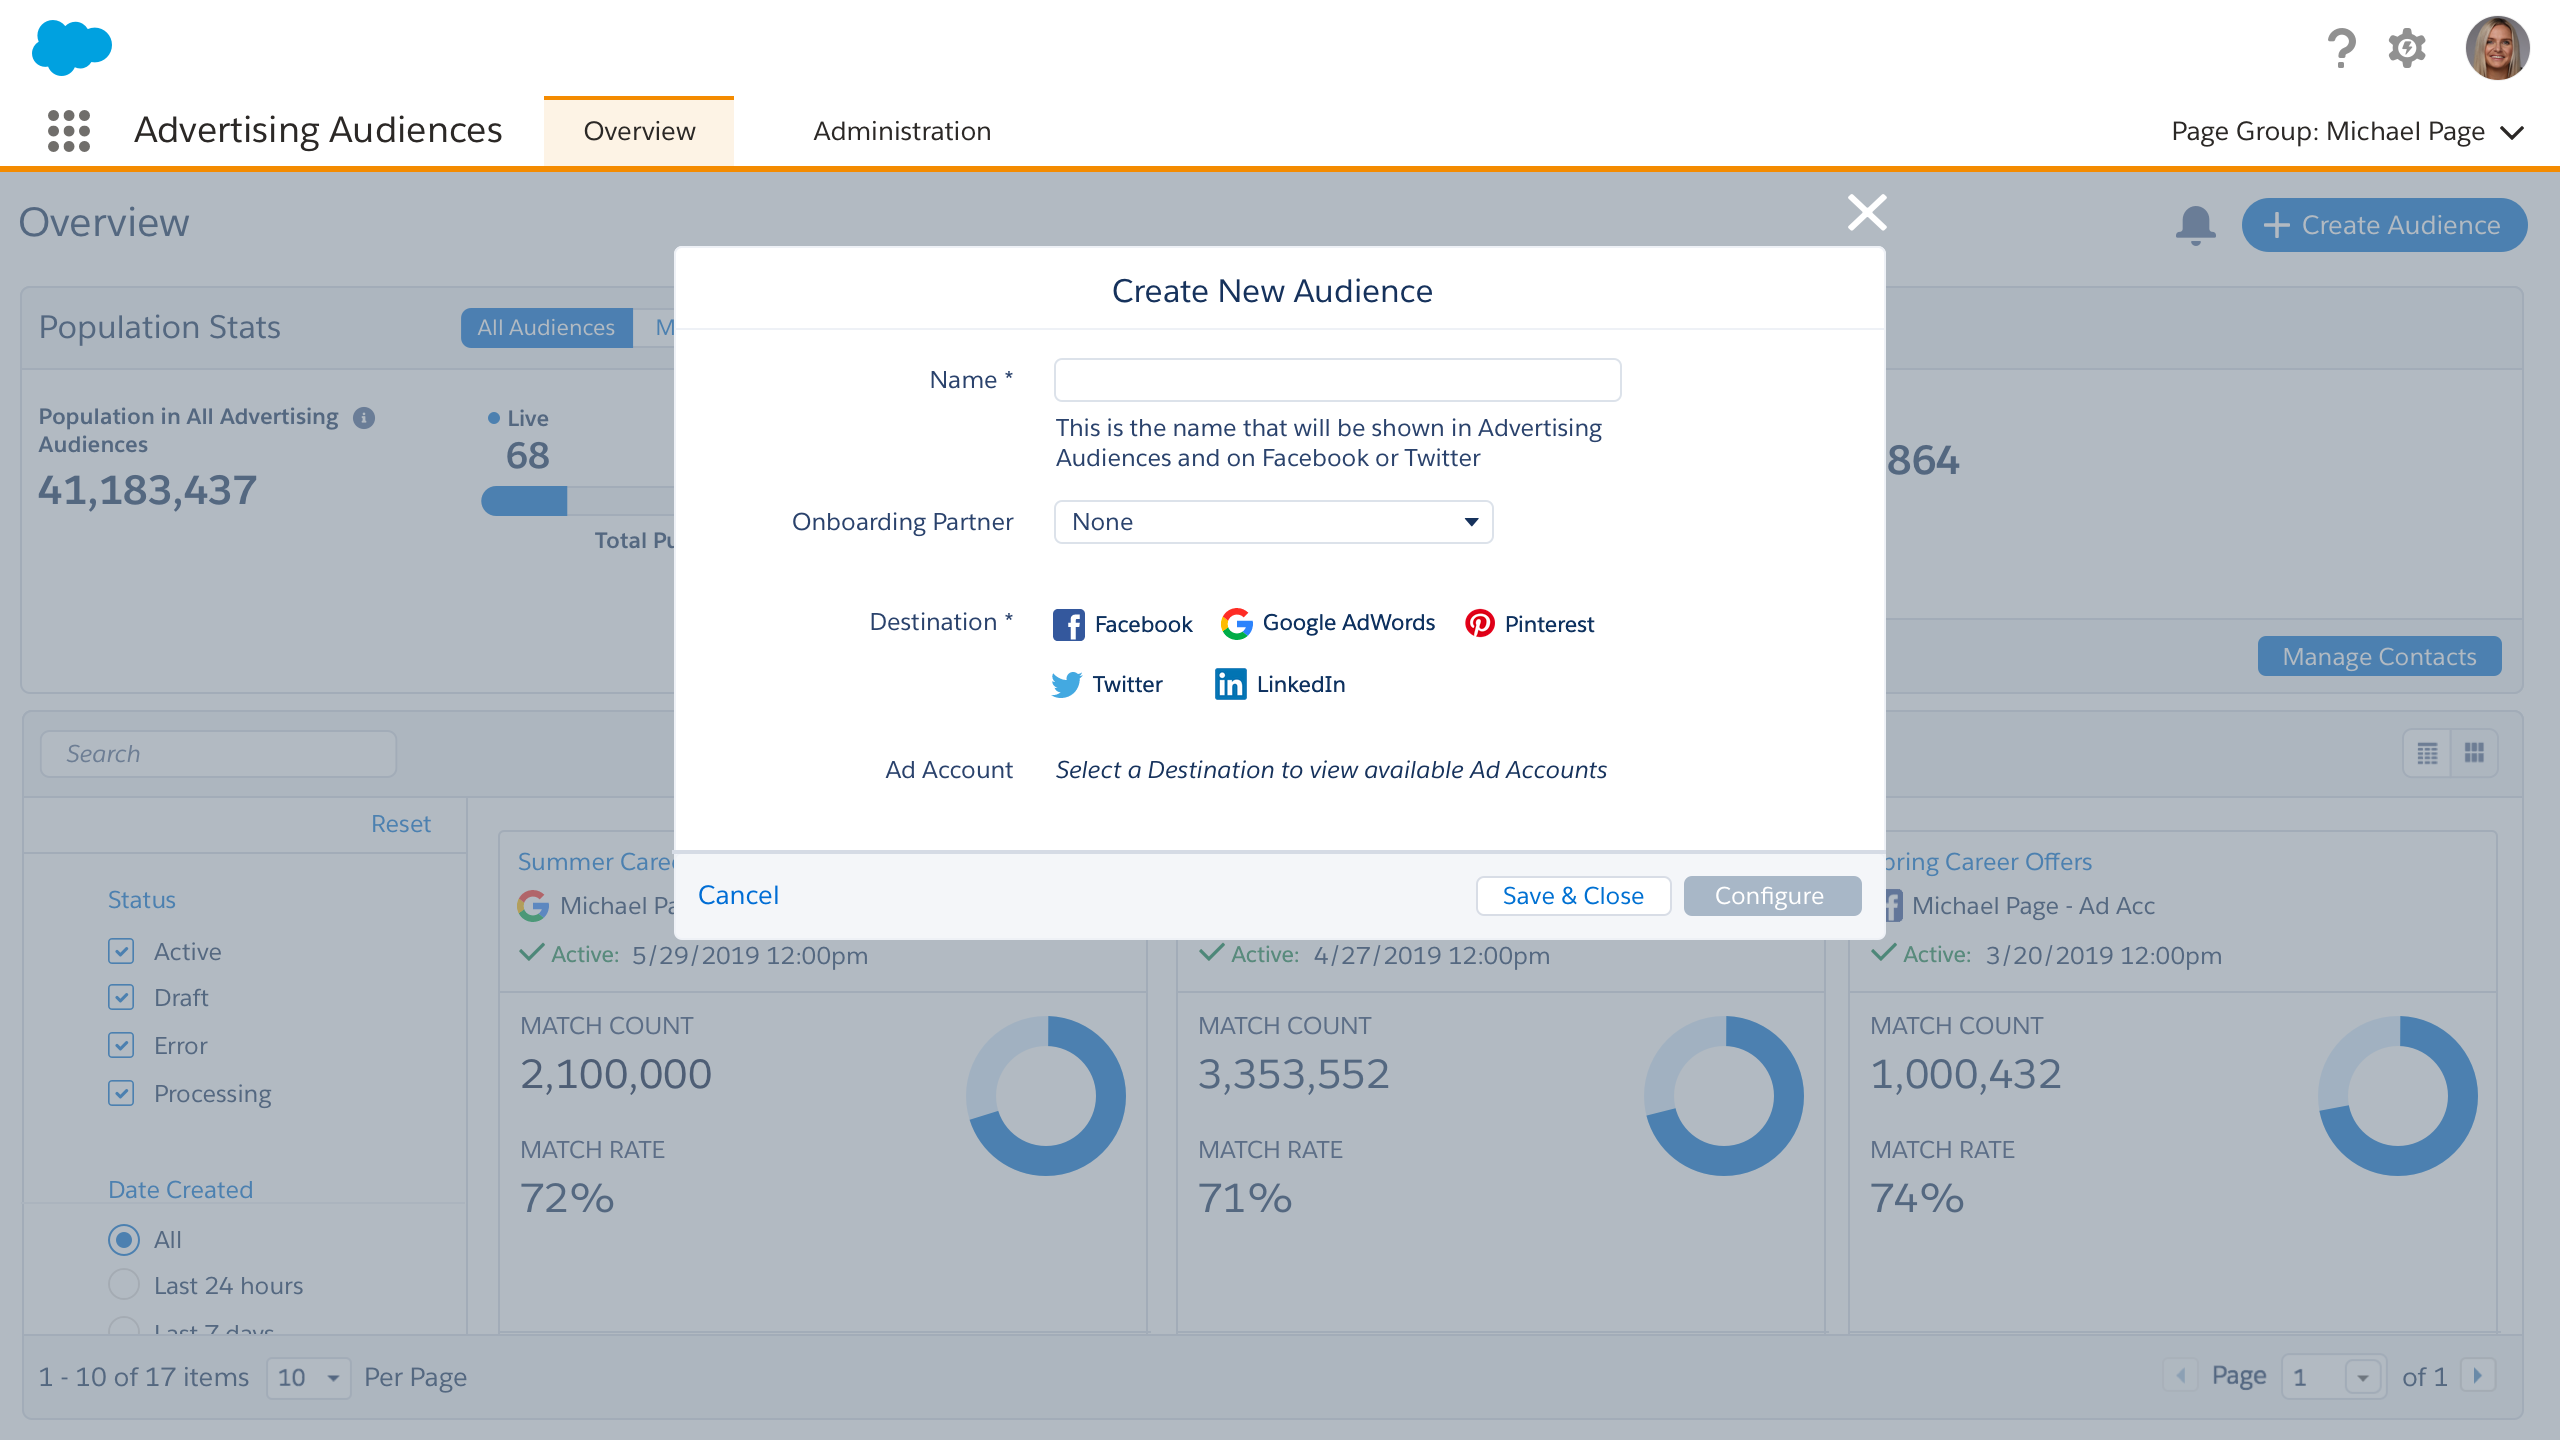 Advertising Audiences
Overview
Administration
Page Group: Michael Page
Overview
Create Audience
Population Stats
All Audiences
M
Population in All Advertising
Audiences
41,183,437
Live
68
Total Pu
864
Manage Contacts
Create New Audience
Name *
This is the name that will be shown in Advertising
Audiences and on Facebook or Twitter
Onboarding Partner
None
Destination *
Facebook
Google AdWords
Pinterest
Twitter
LinkedIn
Ad Account
Select a Destination to view available Ad Accounts
Cancel
Save & Close
Configure
Search
Reset
Status
Active
Draft
Error
Processing
Date Created
All
Last 24 hours
Last 7 days
Summer Caree
Michael Pa
Active: 5/29/2019 12:00pm
MATCH COUNT
2,100,000
MATCH RATE
72%
Active: 4/27/2019 12:00pm
MATCH COUNT
3,353,552
MATCH RATE
71%
pring Career Offers
Michael Page - Ad Acc
Active: 3/20/2019 12:00pm
MATCH COUNT
1,000,432
MATCH RATE
74%
1 - 10 of 17 items
10
Per Page
Page
1
of 1